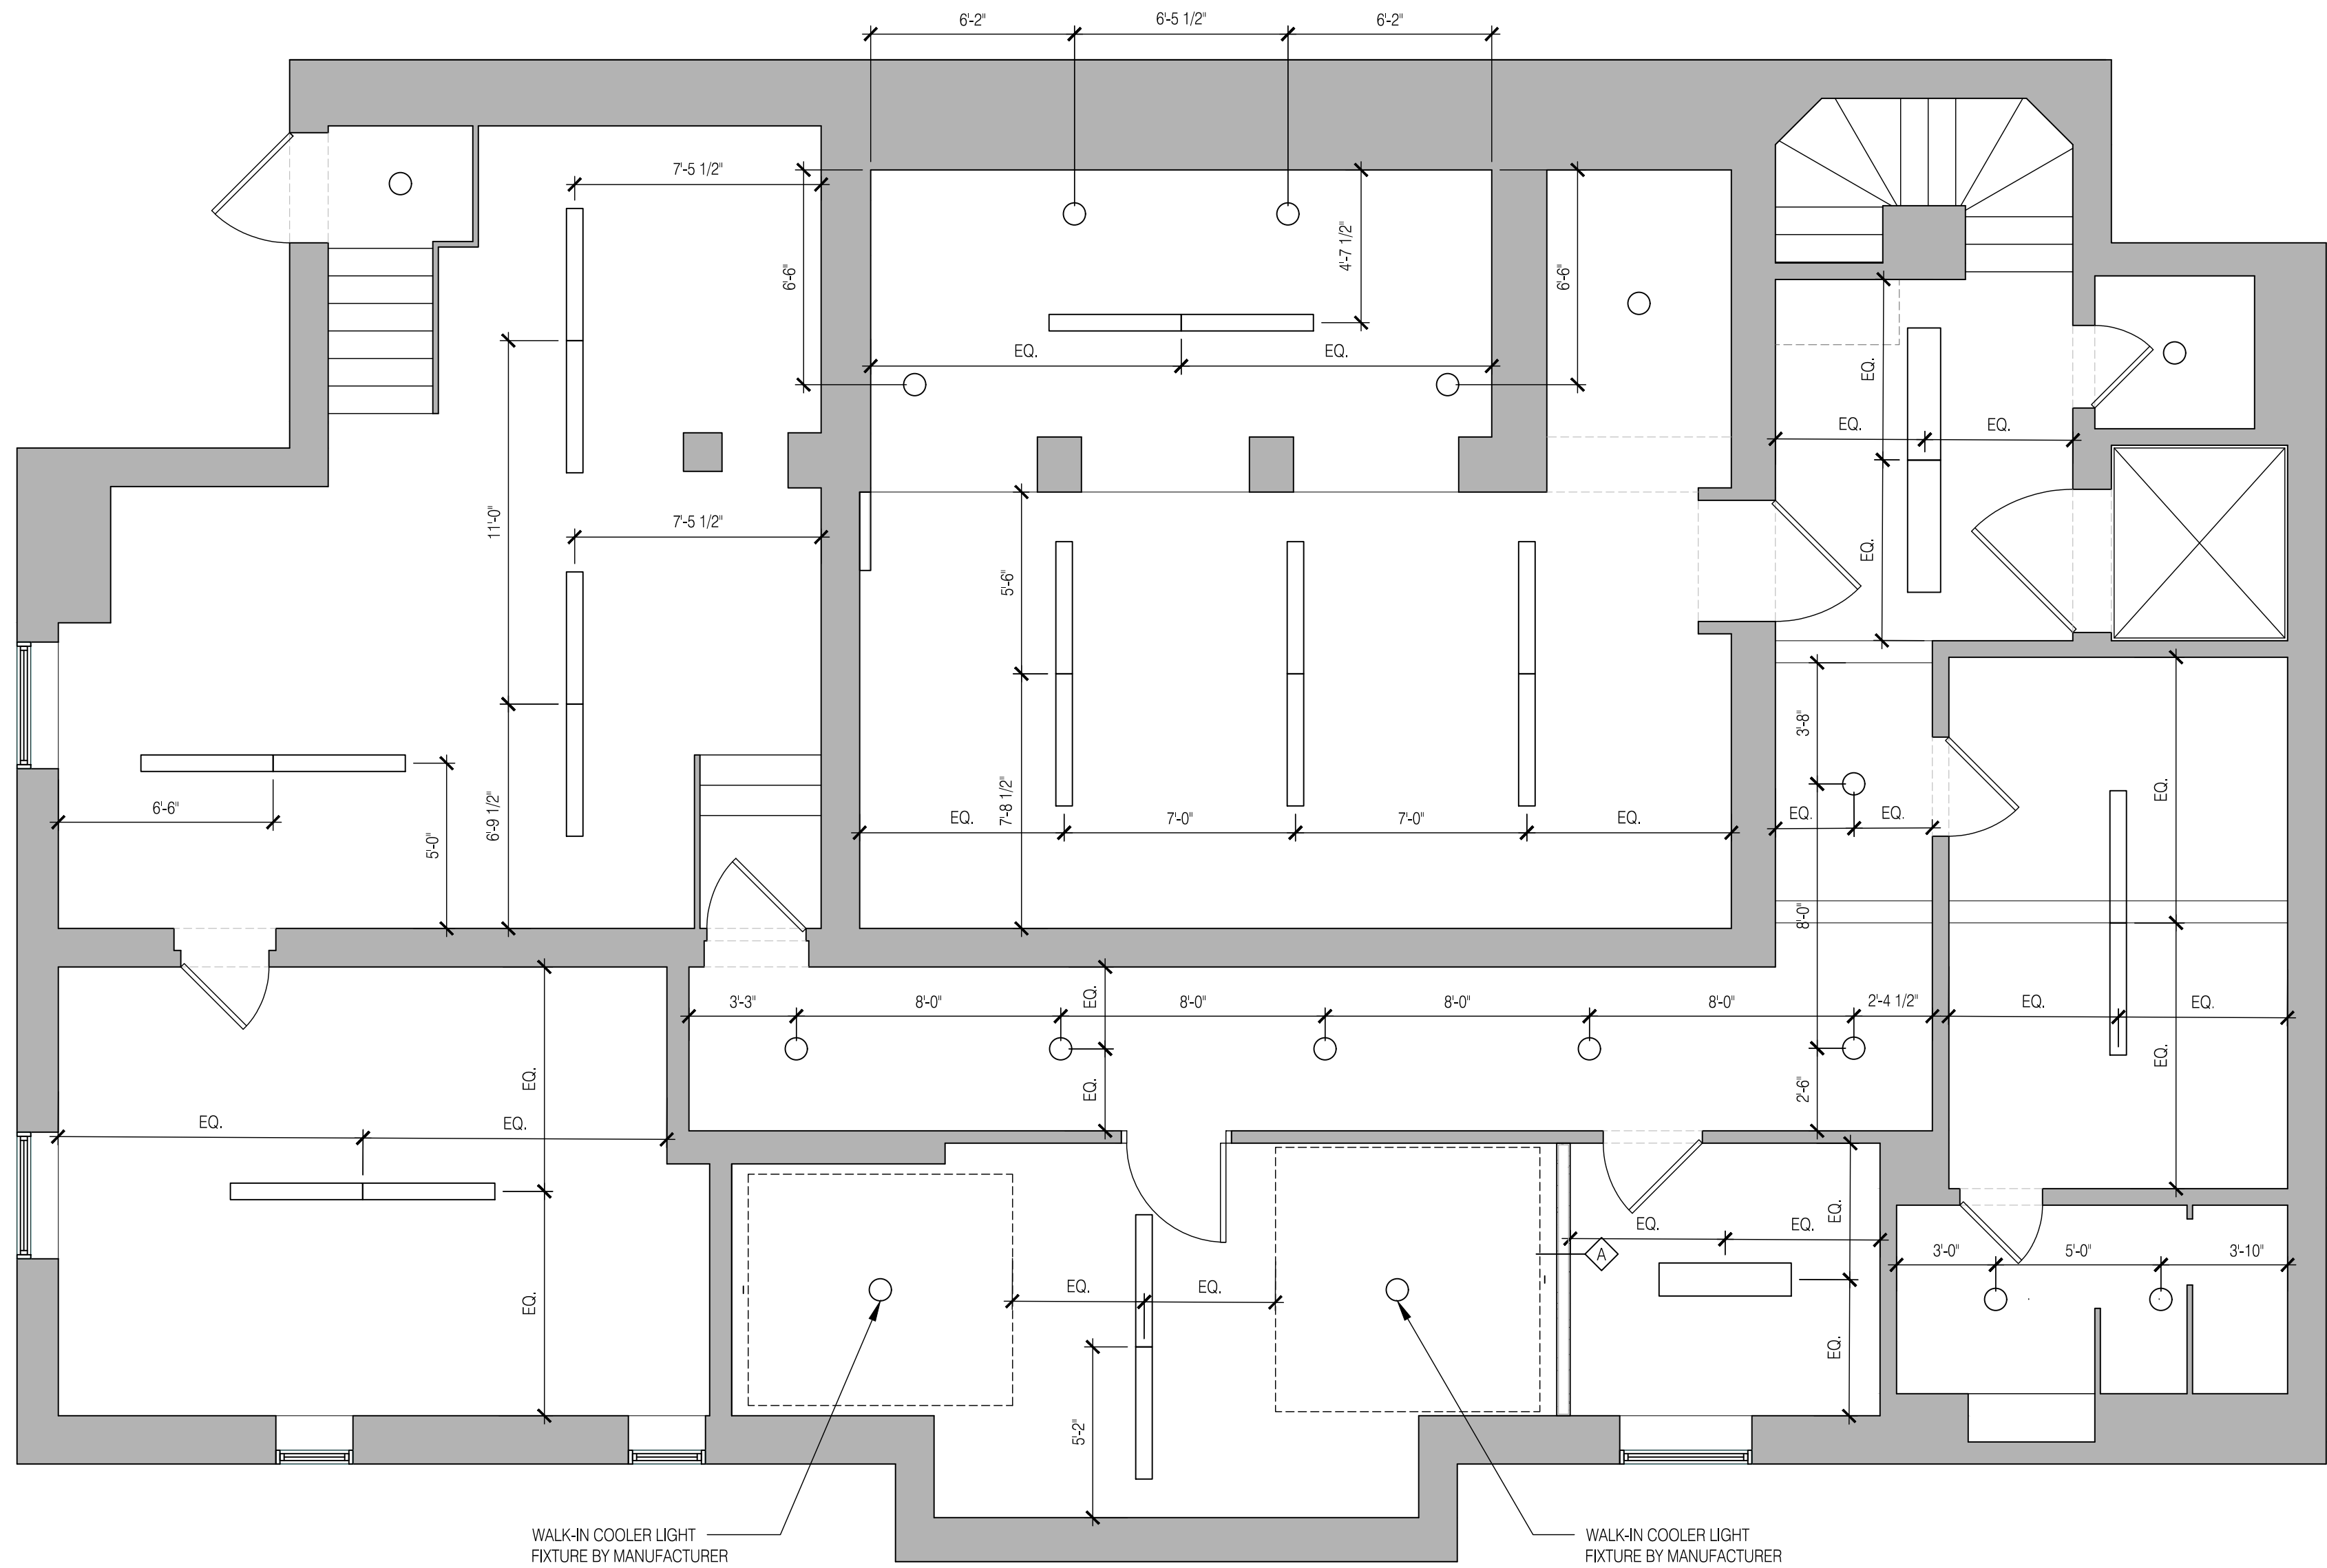 6'-2"
6'-5 1/2"
6'-2"
7'-5 1/2"
6'-6"
4'-7 1/2"
6'-6"
EQ.
EQ.
EQ.
EQ.
EQ.
11'-0"
7'-5 1/2"
5'-6"
EQ.
3'-8"
EQ.
6'-6"
5'-0"
6'-9 1/2"
EQ.
7'-8 1/2"
7'-0"
7'-0"
EQ.
EQ.
EQ.
8'-0"
3'-3"
8'-0"
EQ.
8'-0"
8'-0"
8'-0"
2'-4 1/2"
EQ.
EQ.
EQ.
EQ.
EQ.
2'-6"
EQ.
EQ.
EQ.
EQ.
EQ.
EQ.
A
3'-0"
5'-0"
3'-10"
EQ.
EQ.
EQ.
EQ.
5'-2"
WALK-IN COOLER LIGHT
FIXTURE BY MANUFACTURER
WALK-IN COOLER LIGHT
FIXTURE BY MANUFACTURER